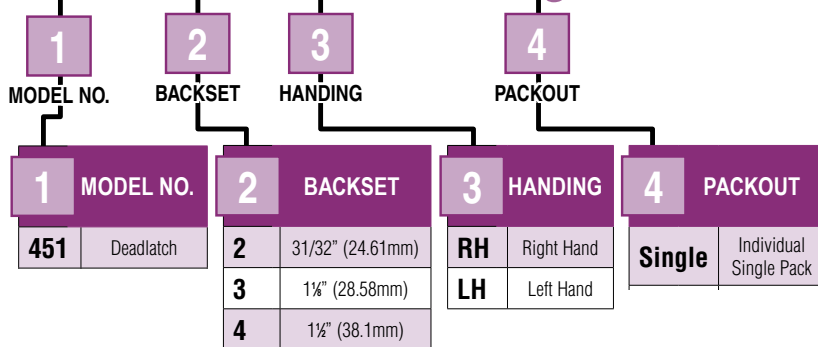 1 2 3 4
MODEL NO. BACKSET HANDING PACKOUT
1 MODEL NO. 2 BACKSET 3 HANDING 4 PACKOUT
451 Deadlatch
2 31/32” (24.61mm)
3 1⅛” (28.58mm)
4 1½” (38.1mm)
RH Right Hand
LH Left Hand
Single Individual
Single Pack